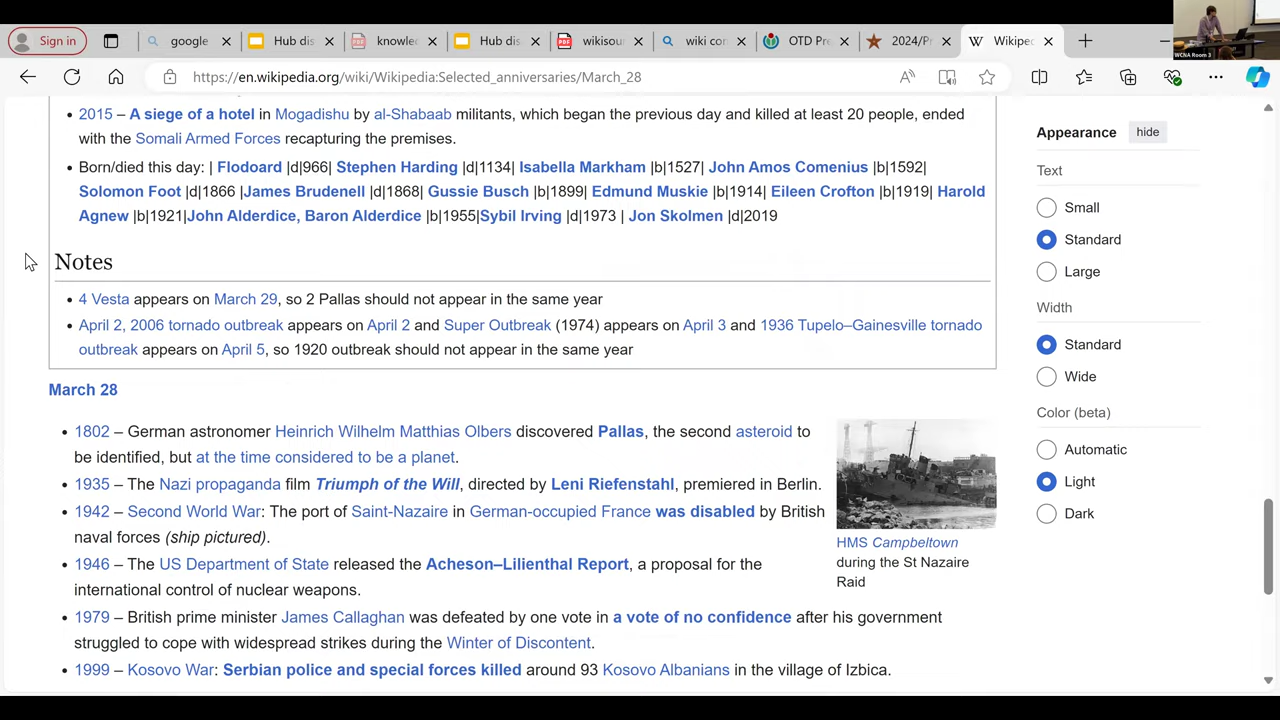 Sign in
google
Hub dis
knowle
Hub dis
wikisou
wiki cor
OTD Pre
2024/Pr
Wikiped
WCNA Room 3
https://en.wikipedia.org/wiki/Wikipedia:Selected_anniversaries/March_28
• 2015 – A siege of a hotel in Mogadishu by al-Shabaab militants, which began the previous day and killed at least 20 people, ended
with the Somali Armed Forces recapturing the premises.
• Born/died this day: | Flodoard |d|966| Stephen Harding |d|1134| Isabella Markham |b|1527| John Amos Comenius |b|1592|
Solomon Foot |d|1866 |James Brudenell |d|1868| Gussie Busch |b|1899| Edmund Muskie |b|1914| Eileen Crofton |b|1919| Harold
Agnew |b|1921|John Alderdice, Baron Alderdice |b|1955|Sybil Irving |d|1973 | Jon Skolmen |d|2019
Notes
• 4 Vesta appears on March 29, so 2 Pallas should not appear in the same year
• April 2, 2006 tornado outbreak appears on April 2 and Super Outbreak (1974) appears on April 3 and 1936 Tupelo–Gainesville tornado
outbreak appears on April 5, so 1920 outbreak should not appear in the same year
March 28
• 1802 – German astronomer Heinrich Wilhelm Matthias Olbers discovered Pallas, the second asteroid to
be identified, but at the time considered to be a planet.
• 1935 – The Nazi propaganda film Triumph of the Will, directed by Leni Riefenstahl, premiered in Berlin.
• 1942 – Second World War: The port of Saint-Nazaire in German-occupied France was disabled by British
naval forces (ship pictured).
• 1946 – The US Department of State released the Acheson–Lilienthal Report, a proposal for the
international control of nuclear weapons.
• 1979 – British prime minister James Callaghan was defeated by one vote in a vote of no confidence after his government
struggled to cope with widespread strikes during the Winter of Discontent.
• 1999 – Kosovo War: Serbian police and special forces killed around 93 Kosovo Albanians in the village of Izbica.
HMS Campbeltown
during the St Nazaire
Raid
Appearance hide
Text
Small
Standard
Large
Width
Standard
Wide
Color (beta)
Automatic
Light
Dark